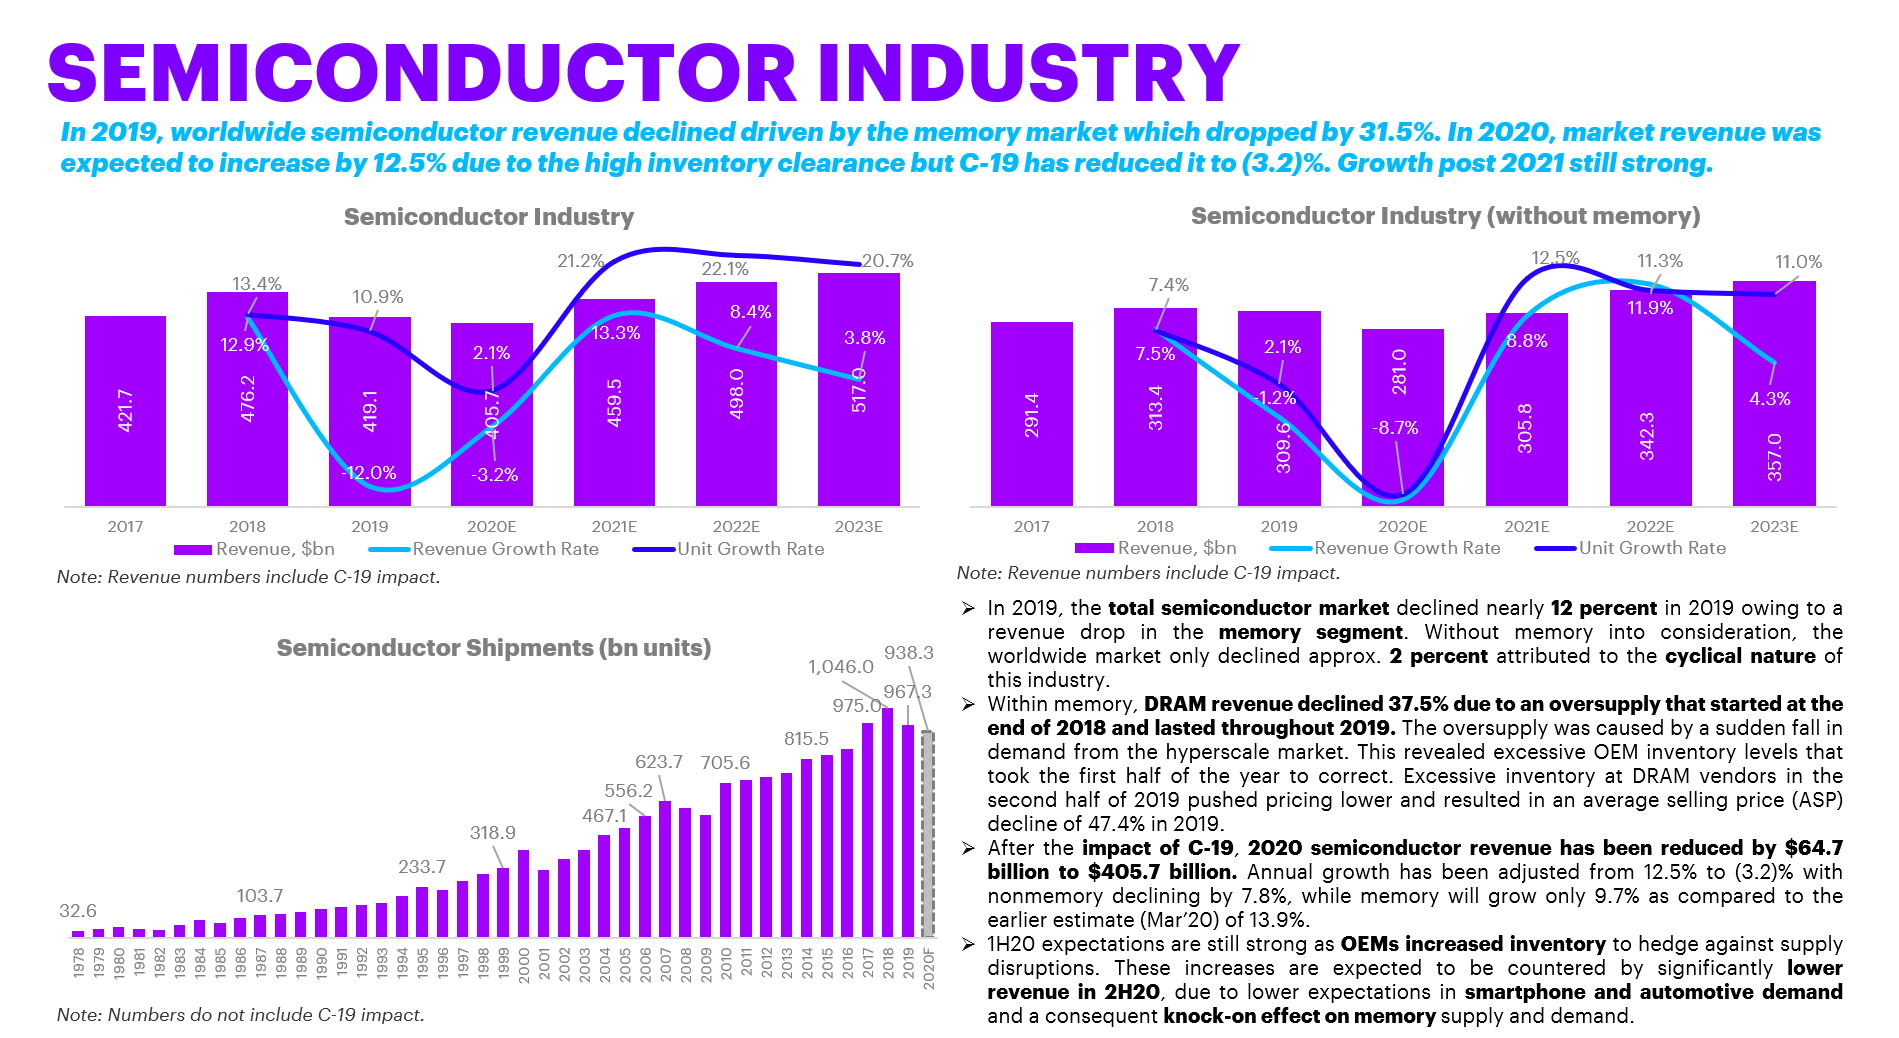 SEMICONDUCTOR INDUSTRY
In 2019, worldwide semiconductor revenue declined driven by the memory market which dropped by 31.5%. In 2020, market revenue was
expected to increase by 12.5% due to the high inventory clearance but C-19 has reduced it to (3.2)%. Growth post 2021 still strong.
Semiconductor Industry
13.4%
10.9%
21.2%
22.1%
20.7%
12.9%
-12.0%
2.1%
-3.2%
13.3%
8.4%
3.8%
421.7
476.2
419.1
405.7
459.5
498.0
517.0
2017 2018 2019 2020E 2021E 2022E 2023E
Revenue, $bn Revenue Growth Rate Unit Growth Rate
Note: Revenue numbers include C-19 impact.
Semiconductor Industry (without memory)
7.4%
2.1%
12.5%
11.3%
11.0%
7.5%
-1.2%
-8.7%
8.8%
11.9%
4.3%
291.4
313.4
309.6
281.0
305.8
342.3
357.0
2017 2018 2019 2020E 2021E 2022E 2023E
Revenue, $bn Revenue Growth Rate Unit Growth Rate
Note: Revenue numbers include C-19 impact.
Semiconductor Shipments (bn units)
32.6
103.7
233.7
318.9
467.1
556.2
623.7
705.6
815.5
975.0
1,046.0
967.3
938.3
1978 1979 1980 1981 1982 1983 1984 1985 1986 1987 1988 1989 1990 1991 1992 1993 1994 1995 1996 1997 1998 1999 2000 2001 2002 2003 2004 2005 2006 2007 2008 2009 2010 2011 2012 2013 2014 2015 2016 2017 2018 2019 2020F
Note: Numbers do not include C-19 impact.
➢ In 2019, the total semiconductor market declined nearly 12 percent in 2019 owing to a
revenue drop in the memory segment. Without memory into consideration, the
worldwide market only declined approx. 2 percent attributed to the cyclical nature of
this industry.
➢ Within memory, DRAM revenue declined 37.5% due to an oversupply that started at the
end of 2018 and lasted throughout 2019. The oversupply was caused by a sudden fall in
demand from the hyperscale market. This revealed excessive OEM inventory levels that
took the first half of the year to correct. Excessive inventory at DRAM vendors in the
second half of 2019 pushed pricing lower and resulted in an average selling price (ASP)
decline of 47.4% in 2019.
➢ After the impact of C-19, 2020 semiconductor revenue has been reduced by $64.7
billion to $405.7 billion. Annual growth has been adjusted from 12.5% to (3.2)% with
nonmemory declining by 7.8%, while memory will grow only 9.7% as compared to the
earlier estimate (Mar’20) of 13.9%.
➢ 1H20 expectations are still strong as OEMs increased inventory to hedge against supply
disruptions. These increases are expected to be countered by significantly lower
revenue in 2H20, due to lower expectations in smartphone and automotive demand
and a consequent knock-on effect on memory supply and demand.